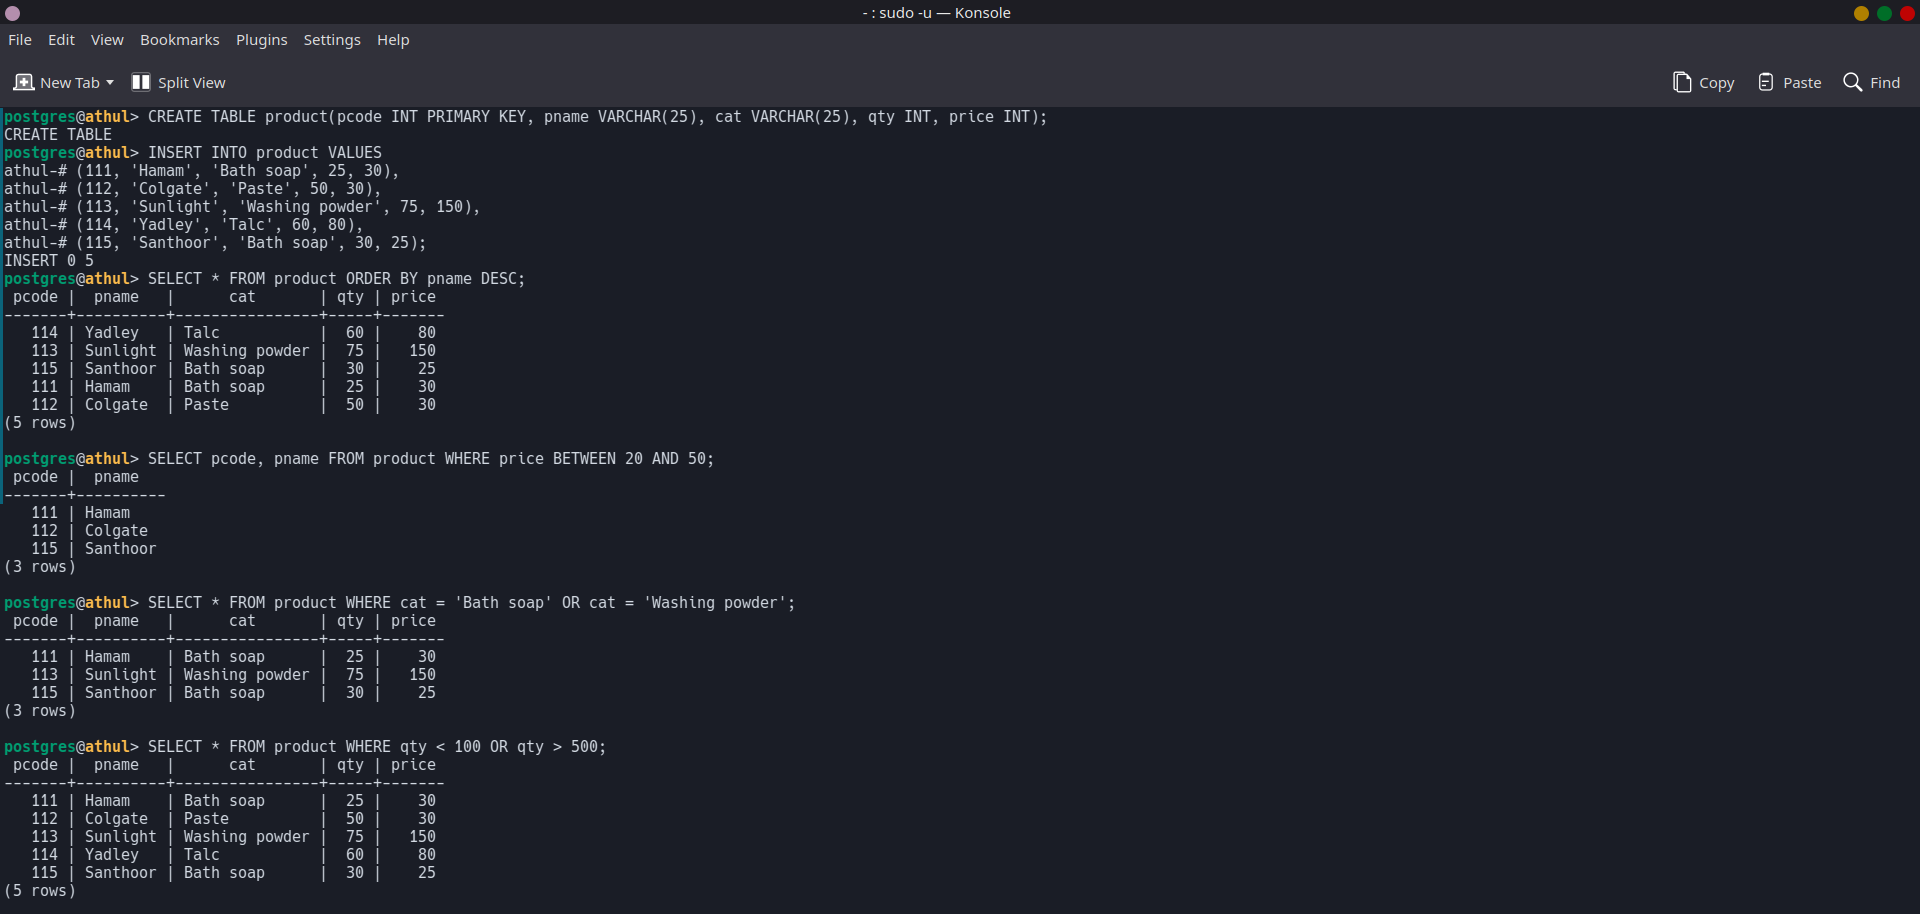 - : sudo -u — Konsole
File Edit View Bookmarks Plugins Settings Help
New Tab Split View Copy Paste Find
postgres@athul> CREATE TABLE product(pcode INT PRIMARY KEY, pname VARCHAR(25), cat VARCHAR(25), qty INT, price INT);
CREATE TABLE
postgres@athul> INSERT INTO product VALUES
athul-# (111, 'Hamam', 'Bath soap', 25, 30),
athul-# (112, 'Colgate', 'Paste', 50, 30),
athul-# (113, 'Sunlight', 'Washing powder', 75, 150),
athul-# (114, 'Yadley', 'Talc', 60, 80),
athul-# (115, 'Santhoor', 'Bath soap', 30, 25);
INSERT 0 5
postgres@athul> SELECT * FROM product ORDER BY pname DESC;
 pcode |  pname   |      cat       | qty | price
-------+----------+----------------+-----+-------
   114 | Yadley   | Talc           |  60 |    80
   113 | Sunlight | Washing powder |  75 |   150
   115 | Santhoor | Bath soap      |  30 |    25
   111 | Hamam    | Bath soap      |  25 |    30
   112 | Colgate  | Paste          |  50 |    30
(5 rows)
postgres@athul> SELECT pcode, pname FROM product WHERE price BETWEEN 20 AND 50;
 pcode |  pname
-------+----------
   111 | Hamam
   112 | Colgate
   115 | Santhoor
(3 rows)
postgres@athul> SELECT * FROM product WHERE cat = 'Bath soap' OR cat = 'Washing powder';
 pcode |  pname   |      cat       | qty | price
-------+----------+----------------+-----+-------
   111 | Hamam    | Bath soap      |  25 |    30
   113 | Sunlight | Washing powder |  75 |   150
   115 | Santhoor | Bath soap      |  30 |    25
(3 rows)
postgres@athul> SELECT * FROM product WHERE qty < 100 OR qty > 500;
 pcode |  pname   |      cat       | qty | price
-------+----------+----------------+-----+-------
   111 | Hamam    | Bath soap      |  25 |    30
   112 | Colgate  | Paste          |  50 |    30
   113 | Sunlight | Washing powder |  75 |   150
   114 | Yadley   | Talc           |  60 |    80
   115 | Santhoor | Bath soap      |  30 |    25
(5 rows)